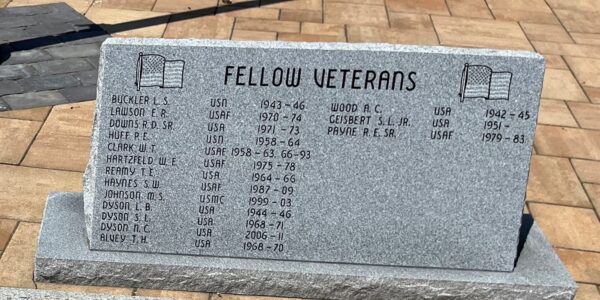 FELLOW VETERANS
BUCKLER L. S. USN 1943 - 46
LAWSON E. R. USAF 1970 - 74
DOWNS R.D. SR USA 1971 - 73
HUFF R. E. USN 1958 - 64
CLARK W. T. USAF 1958 - 63, 66-93
HARTZFELD W. E. USAF 1975 - 78
REAMY T. E. USA 1964 - 66
HAYNES S. W. USAF 1987 - 09
JOHNSON M. S. USMC 1999 - 03
DYSON L. B. USA 1944 - 46
DYSON S. L. USA 1968 - 71
DYSON N. C. USA 2006 - 11
ALVEY T. H. USA 1968 - 70
WOOD A. C. USA 1942 - 45
GEISBERT S. L. JR. USA 1951 -
PAYNE R. E. SR. USAF 1979 - 83